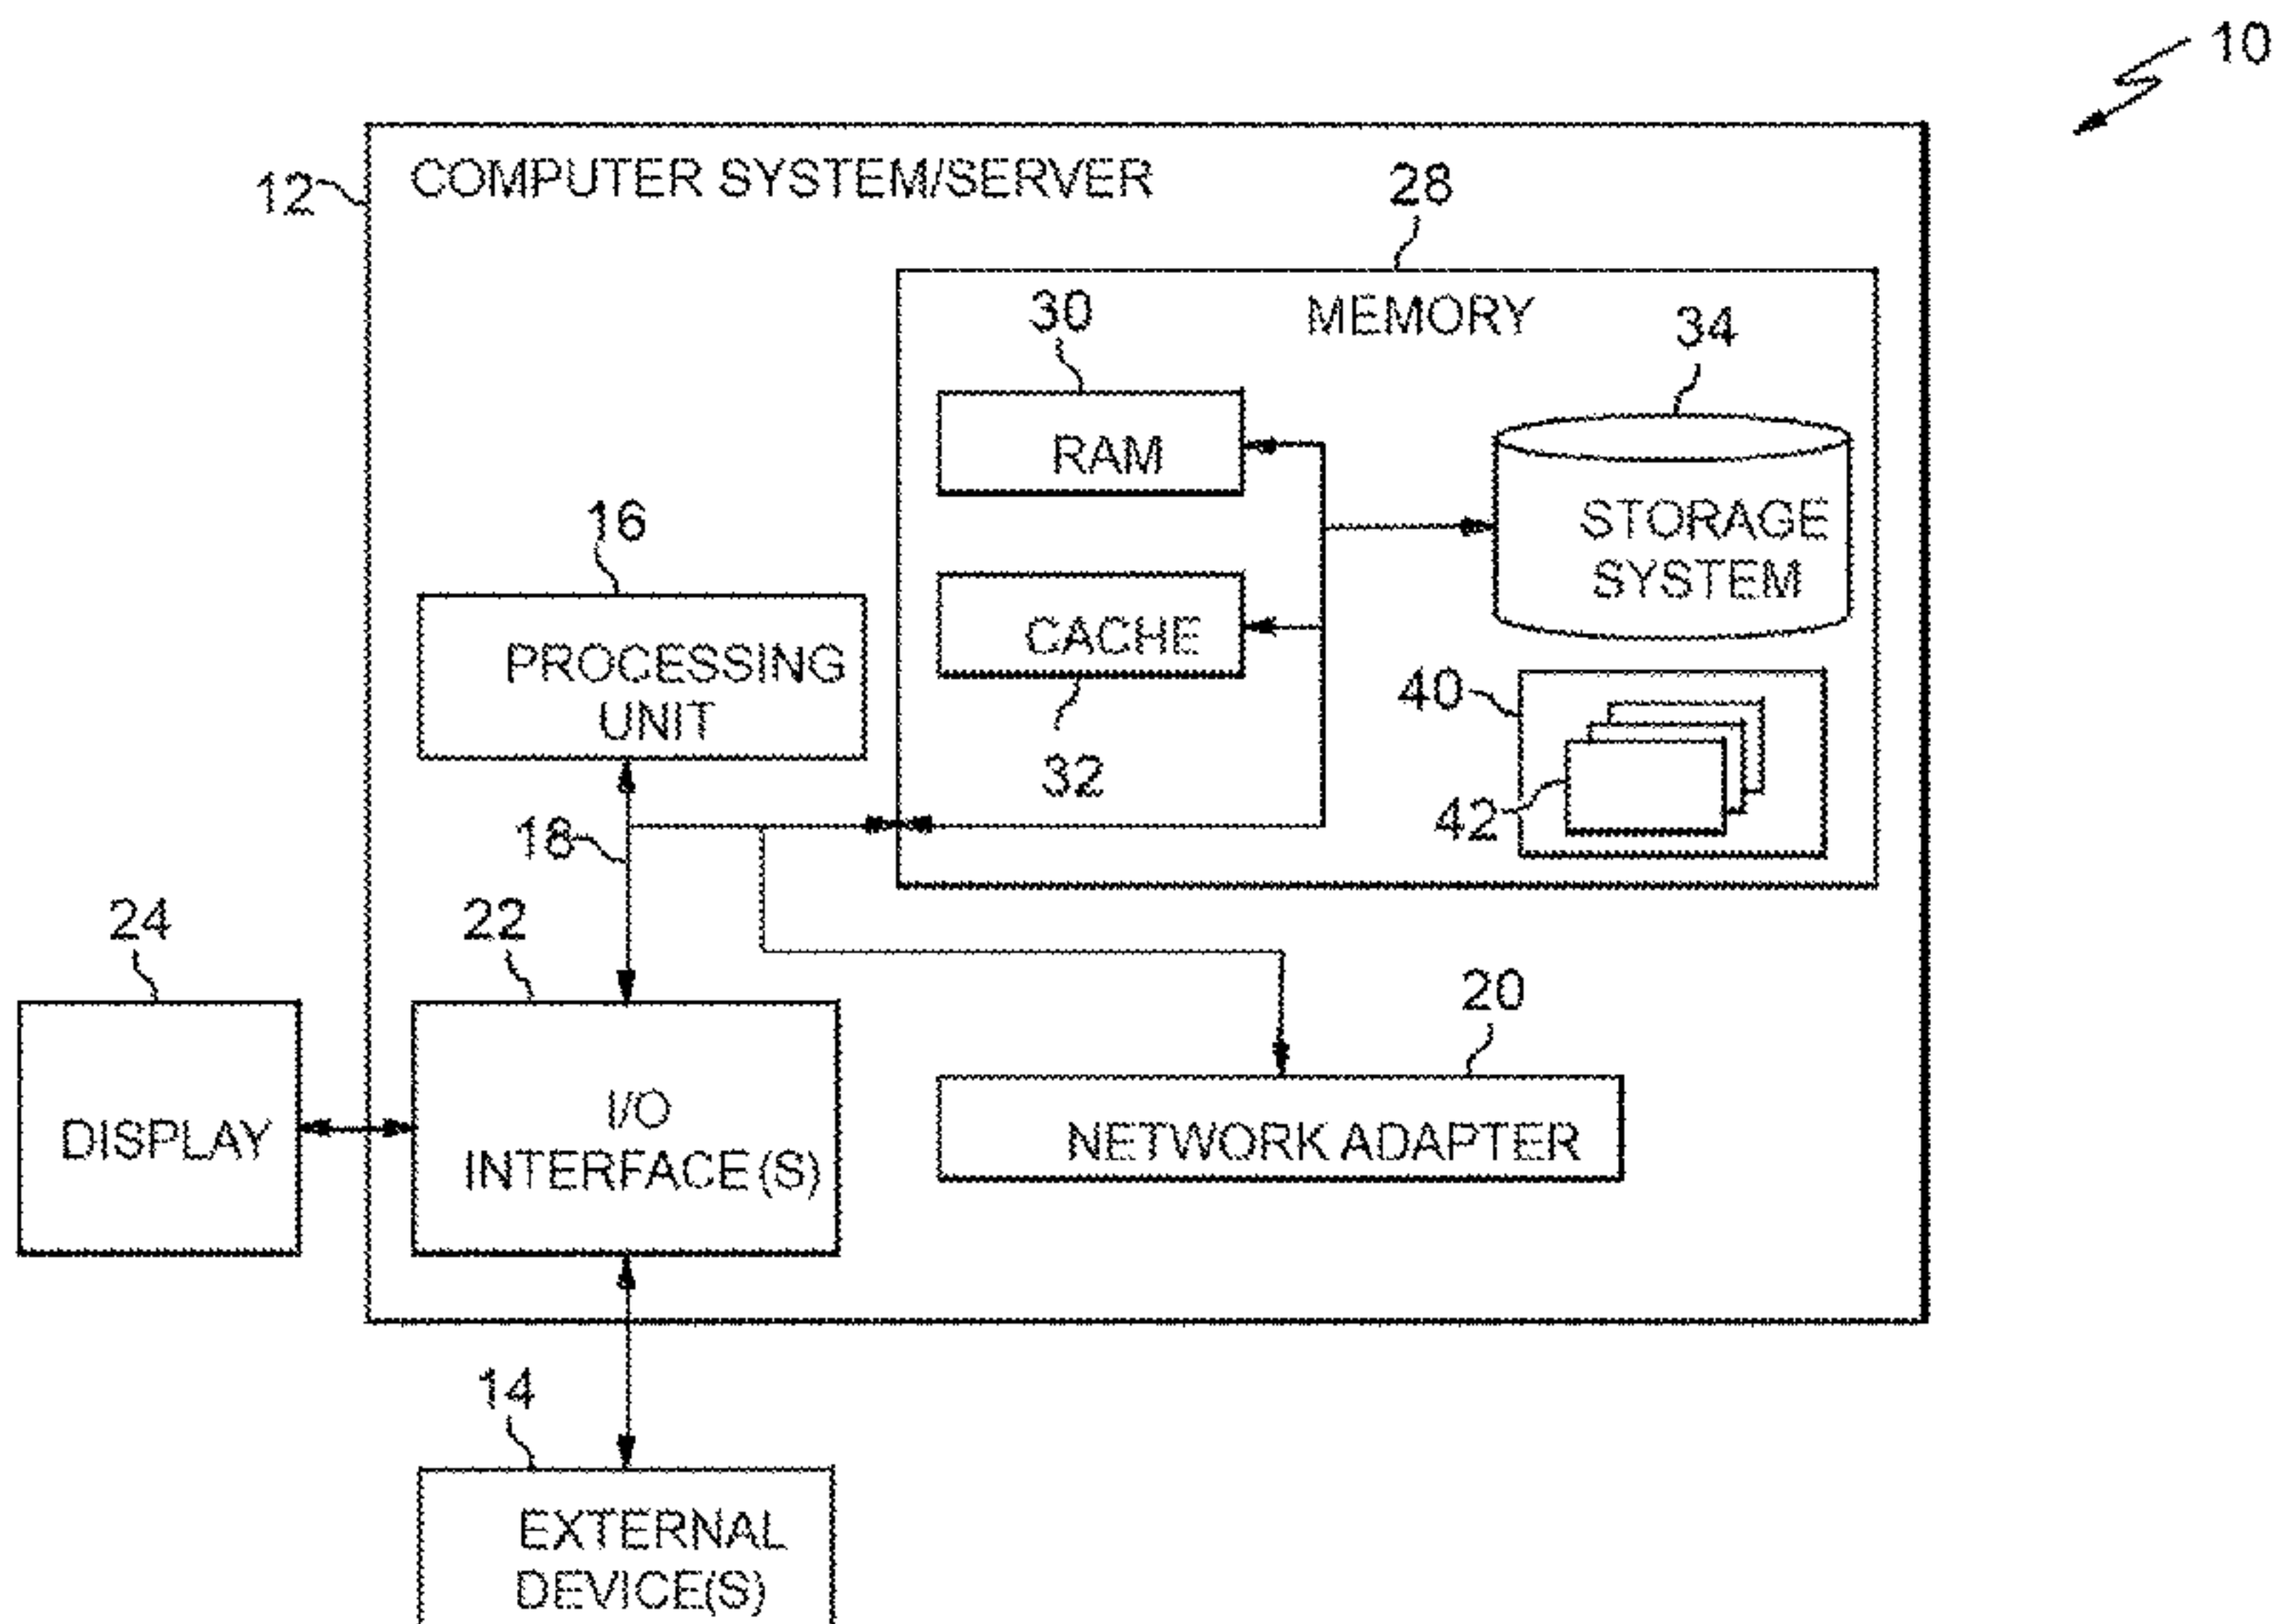 10
12
COMPUTER SYSTEM/SERVER
28
30
MEMORY
34
RAM
16
STORAGE
SYSTEM
CACHE
PROCESSING
UNIT
40
32
42
18
24
22
20
DISPLAY
I/O
INTERFACE(S)
NETWORK ADAPTER
14
EXTERNAL
DEVICE(S)